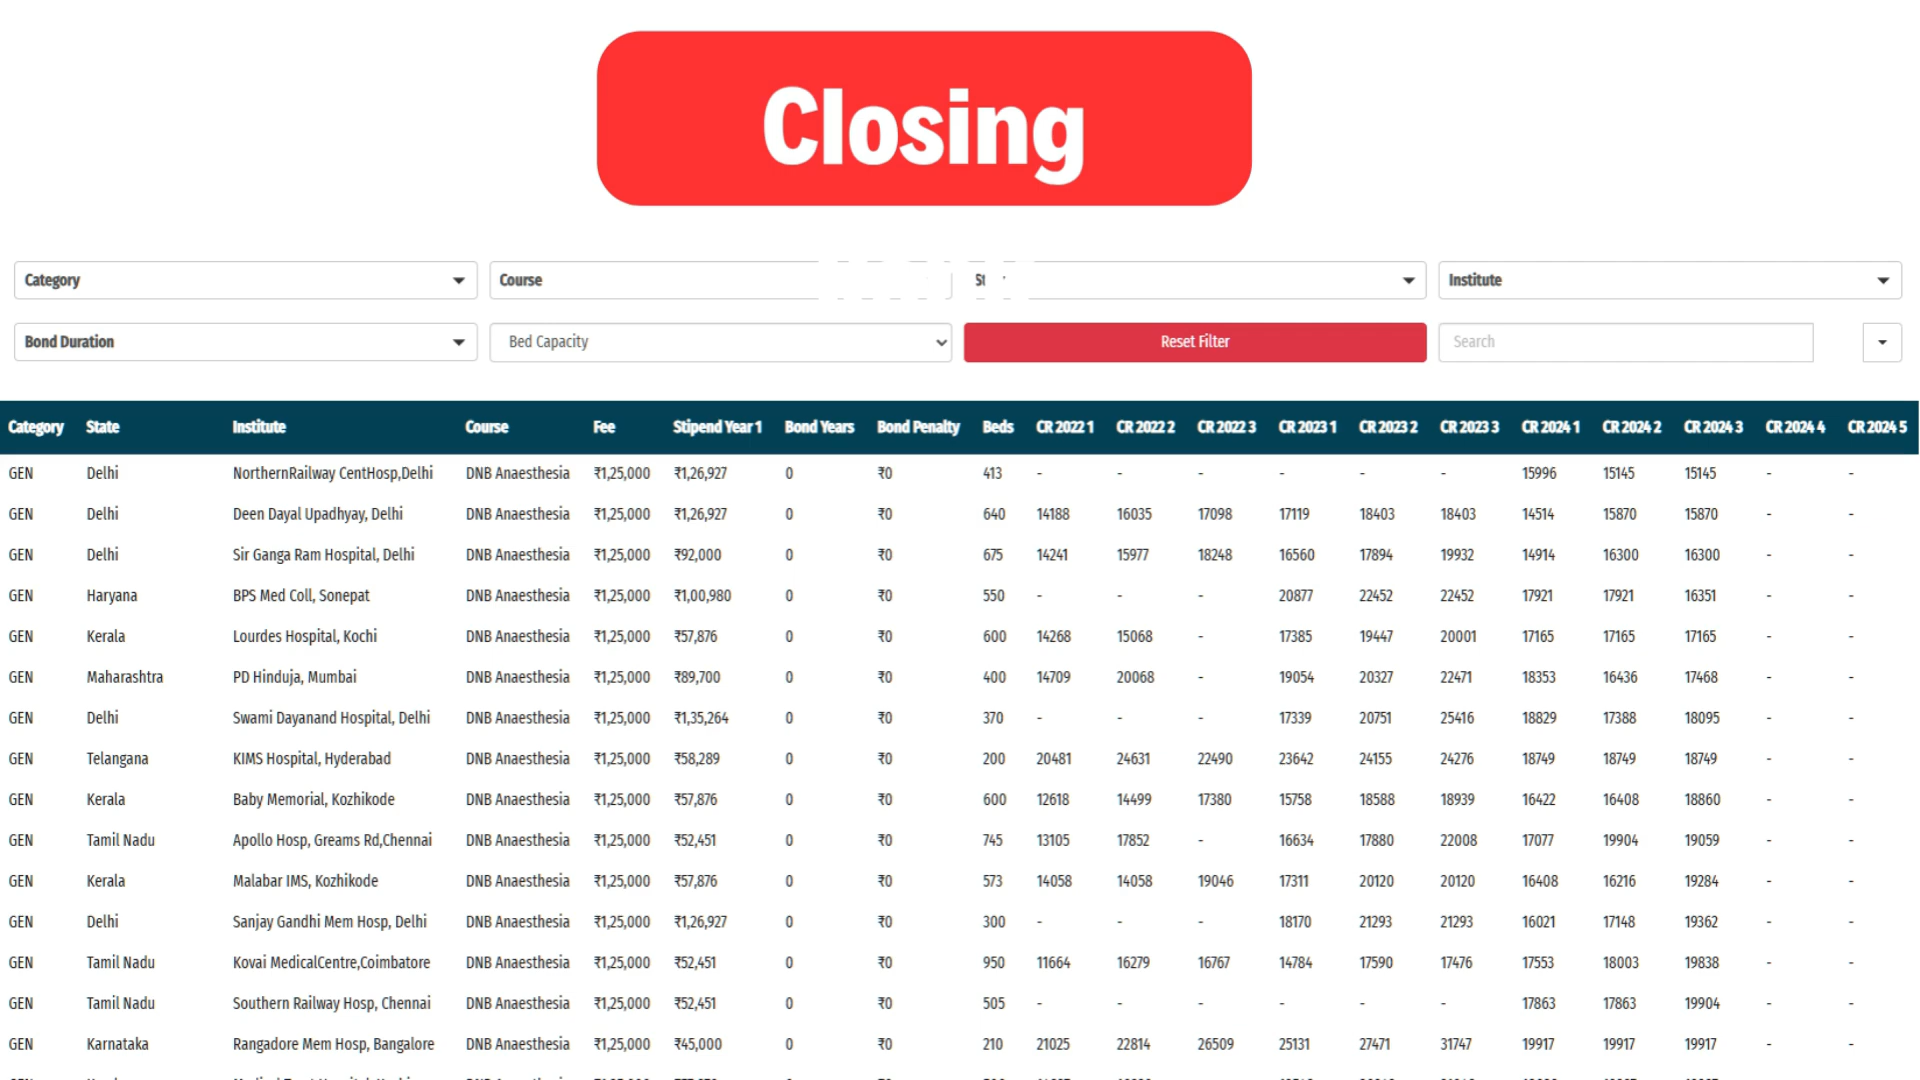 Closing
Category Course Institute
Bond Duration Bed Capacity Reset Filter Search
Category State Institute Course Fee Stipend Year 1 Bond Years Bond Penalty Beds CR 2022 1 CR 2022 2 CR 2022 3 CR 2023 1 CR 2023 2 CR 2023 3 CR 2024 1 CR 2024 2 CR 2024 3 CR 2024 4 CR 2024 5
GEN Delhi NorthernRailway CentHosp,Delhi DNB Anaesthesia ₹1,25,000 ₹1,26,927 0 ₹0 413 - - - - - - 15996 15145 15145 - -
GEN Delhi Deen Dayal Upadhyay, Delhi DNB Anaesthesia ₹1,25,000 ₹1,26,927 0 ₹0 640 14188 16035 17098 17119 18403 18403 14514 15870 15870 - -
GEN Delhi Sir Ganga Ram Hospital, Delhi DNB Anaesthesia ₹1,25,000 ₹92,000 0 ₹0 675 14241 15977 18248 16560 17894 19932 14914 16300 16300 - -
GEN Haryana BPS Med Coll, Sonepat DNB Anaesthesia ₹1,25,000 ₹1,00,980 0 ₹0 550 - - - 20877 22452 22452 17921 17921 16351 - -
GEN Kerala Lourdes Hospital, Kochi DNB Anaesthesia ₹1,25,000 ₹57,876 0 ₹0 600 14268 15068 - 17385 19447 20001 17165 17165 17165 - -
GEN Maharashtra PD Hinduja, Mumbai DNB Anaesthesia ₹1,25,000 ₹89,700 0 ₹0 400 14709 20068 - 19054 20327 22471 18353 16436 17468 - -
GEN Delhi Swami Dayanand Hospital, Delhi DNB Anaesthesia ₹1,25,000 ₹1,35,264 0 ₹0 370 - - - 17339 20751 25416 18829 17388 18095 - -
GEN Telangana KIMS Hospital, Hyderabad DNB Anaesthesia ₹1,25,000 ₹58,289 0 ₹0 200 20481 24631 22490 23642 24155 24276 18749 18749 18749 - -
GEN Kerala Baby Memorial, Kozhikode DNB Anaesthesia ₹1,25,000 ₹57,876 0 ₹0 600 12618 14499 17380 15758 18588 18939 16422 16408 18860 - -
GEN Tamil Nadu Apollo Hosp, Greams Rd,Chennai DNB Anaesthesia ₹1,25,000 ₹52,451 0 ₹0 745 13105 17852 - 16634 17880 22008 17077 19904 19059 - -
GEN Kerala Malabar IMS, Kozhikode DNB Anaesthesia ₹1,25,000 ₹57,876 0 ₹0 573 14058 14058 19046 17311 20120 20120 16408 16216 19284 - -
GEN Delhi Sanjay Gandhi Mem Hosp, Delhi DNB Anaesthesia ₹1,25,000 ₹1,26,927 0 ₹0 300 - - - 18170 21293 21293 16021 17148 19362 - -
GEN Tamil Nadu Kovai MedicalCentre,Coimbatore DNB Anaesthesia ₹1,25,000 ₹52,451 0 ₹0 950 11664 16279 16767 14784 17590 17476 17553 18003 19838 - -
GEN Tamil Nadu Southern Railway Hosp, Chennai DNB Anaesthesia ₹1,25,000 ₹52,451 0 ₹0 505 - - - - - - 17863 17863 19904 - -
GEN Karnataka Rangadore Mem Hosp, Bangalore DNB Anaesthesia ₹1,25,000 ₹45,000 0 ₹0 210 21025 22814 26509 25131 27471 31747 19917 19917 19917 - -